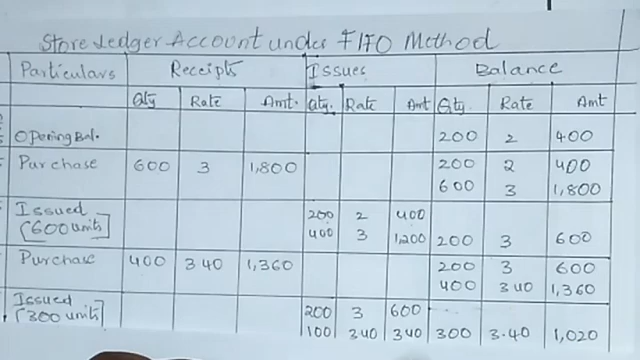 Store Ledger Account under FIFO Method
Particulars Receipts Issues Balance
Qty Rate Amt. Qty. Rate Amt Qty. Rate Amt
Opening Bal. 200 2 400
Purchase 600 3 1,800 200 2 400
600 3 1,800
Issued 200 2 400
[600 units] 400 3 1,200 200 3 600
Purchase 400 3 40 1,360 200 3 600
400 3 40 1,360
Issued 200 3 600
[300 units] 100 3 40 340 300 3.40 1,020